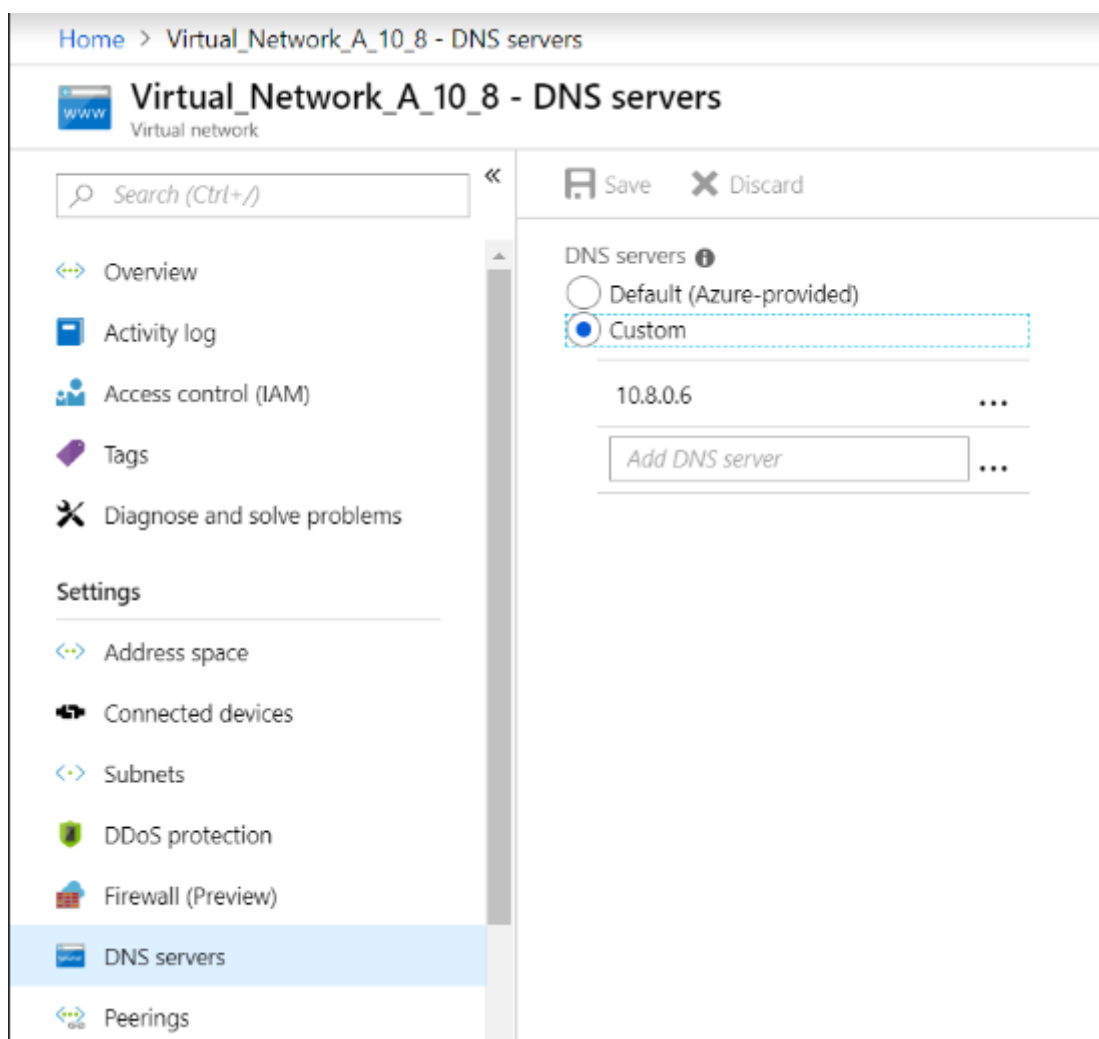 Home > Virtual_Network_A_10_8 - DNS servers
Virtual_Network_A_10_8 - DNS servers
www
Virtual network
Search (Ctrl+/)
«
Overview
Activity log
Access control (IAM)
Tags
Diagnose and solve problems
Settings
Address space
Connected devices
Subnets
DDoS protection
Firewall (Preview)
DNS servers
Peerings
Save
Discard
DNS servers
Default (Azure-provided)
Custom
10.8.0.6
...
Add DNS server
...